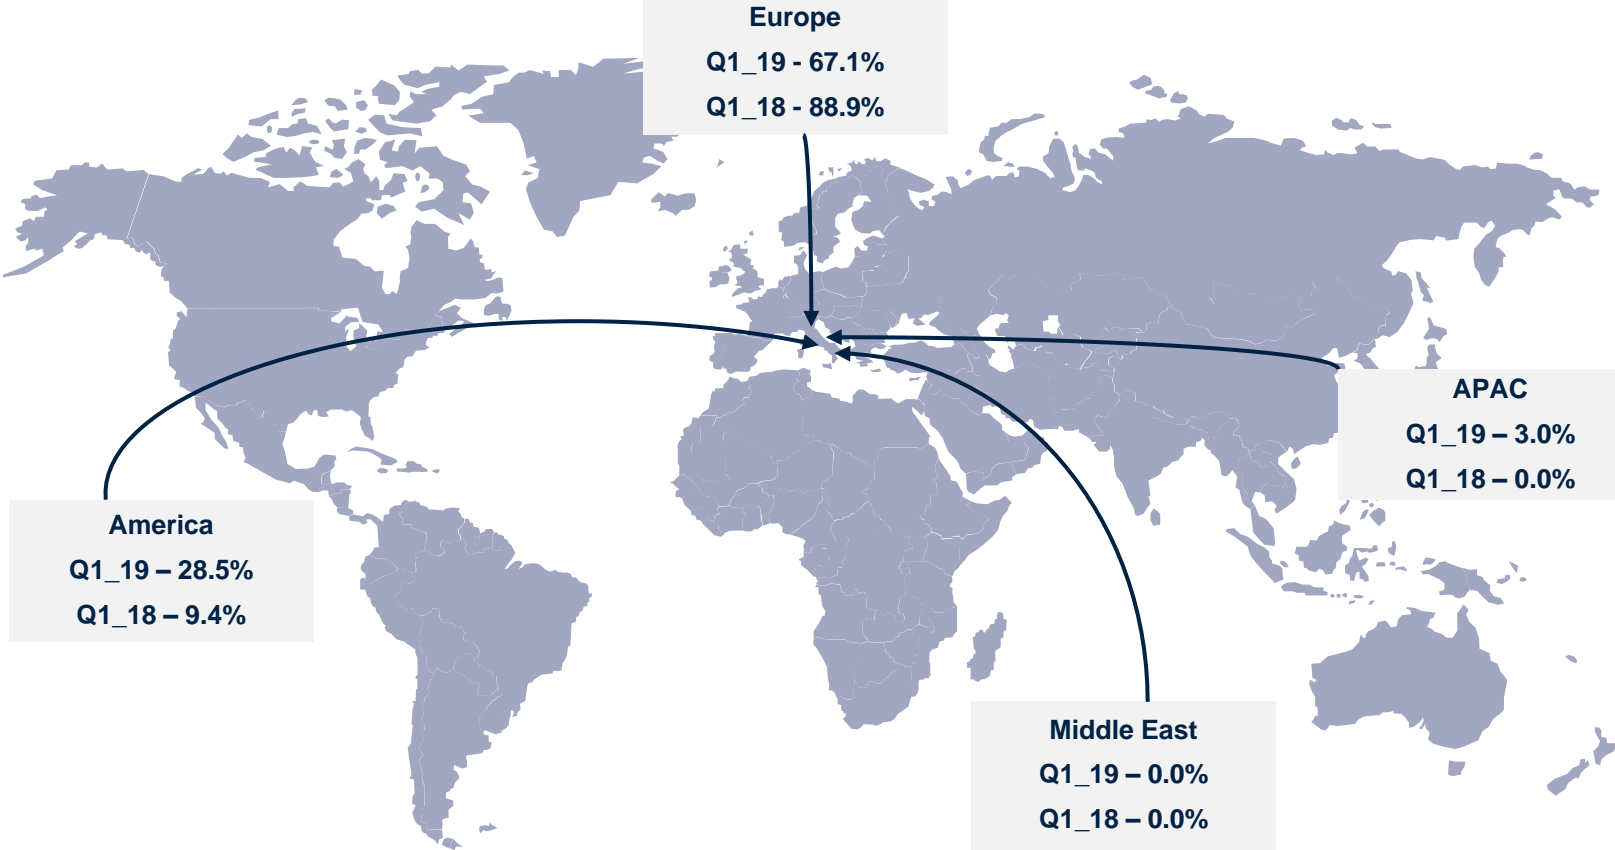 Europe
Q1_19 - 67.1%
Q1_18 - 88.9%
APAC
Q1_19 – 3.0%
Q1_18 – 0.0%
America
Q1_19 – 28.5%
Q1_18 – 9.4%
Middle East
Q1_19 – 0.0%
Q1_18 – 0.0%